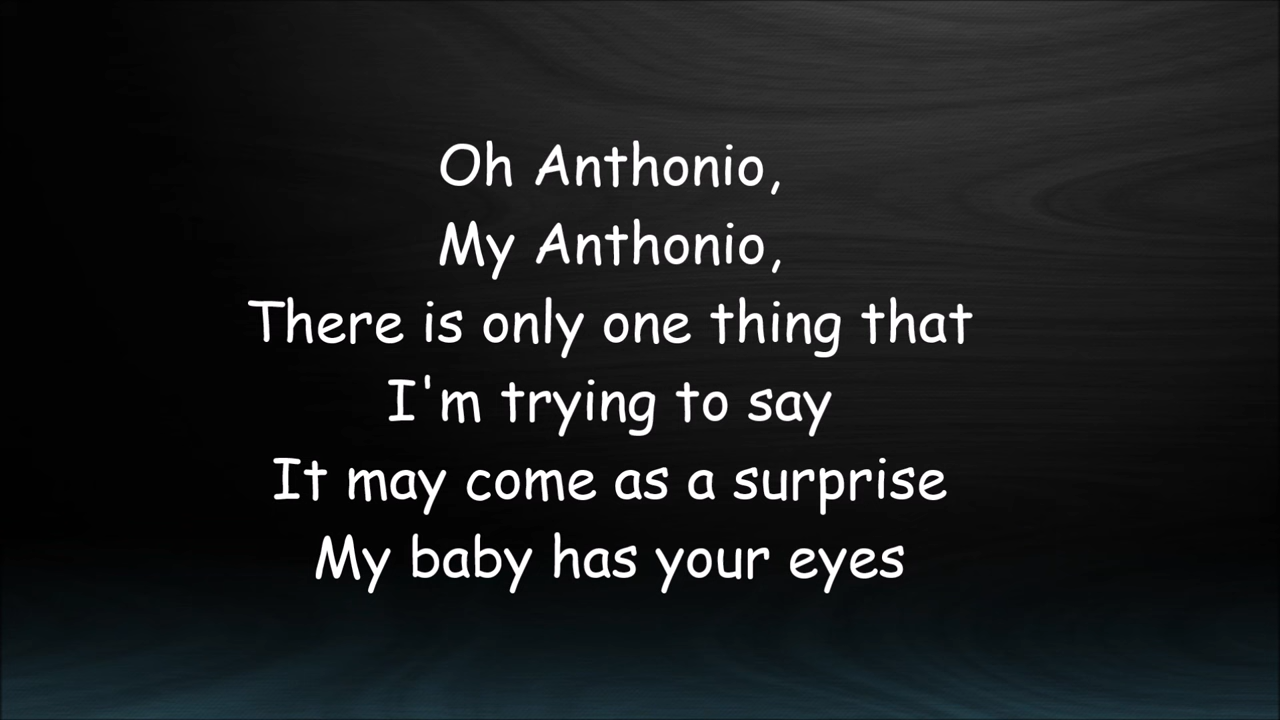 Oh Anthonio,
My Anthonio,
There is only one thing that
I'm trying to say
It may come as a surprise
My baby has your eyes